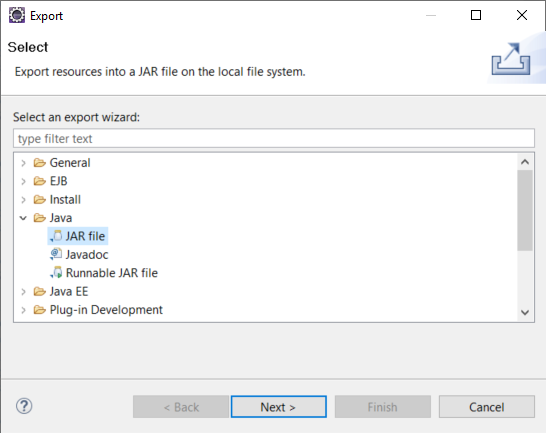 Export
Select
Export resources into a JAR file on the local file system.
Select an export wizard:
type filter text
General
EJB
Install
Java
JAR file
Javadoc
Runnable JAR file
Java EE
Plug-in Development
? < Back Next > Finish Cancel